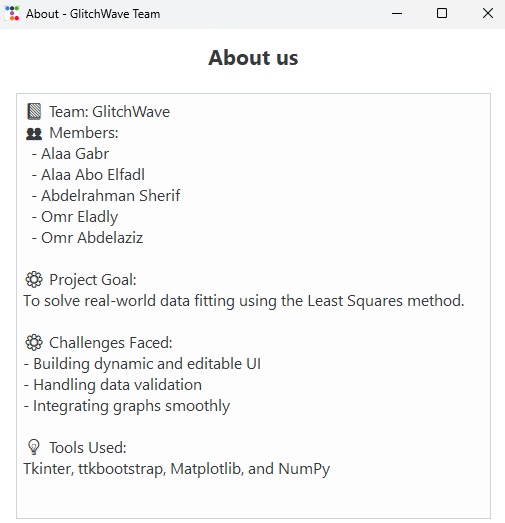 About - GlitchWave Team
About us
Team: GlitchWave
Members:
- Alaa Gabr
- Alaa Abo Elfadl
- Abdelrahman Sherif
- Omr Eladly
- Omr Abdelaziz
Project Goal:
To solve real-world data fitting using the Least Squares method.
Challenges Faced:
- Building dynamic and editable UI
- Handling data validation
- Integrating graphs smoothly
Tools Used:
Tkinter, ttkbootstrap, Matplotlib, and NumPy